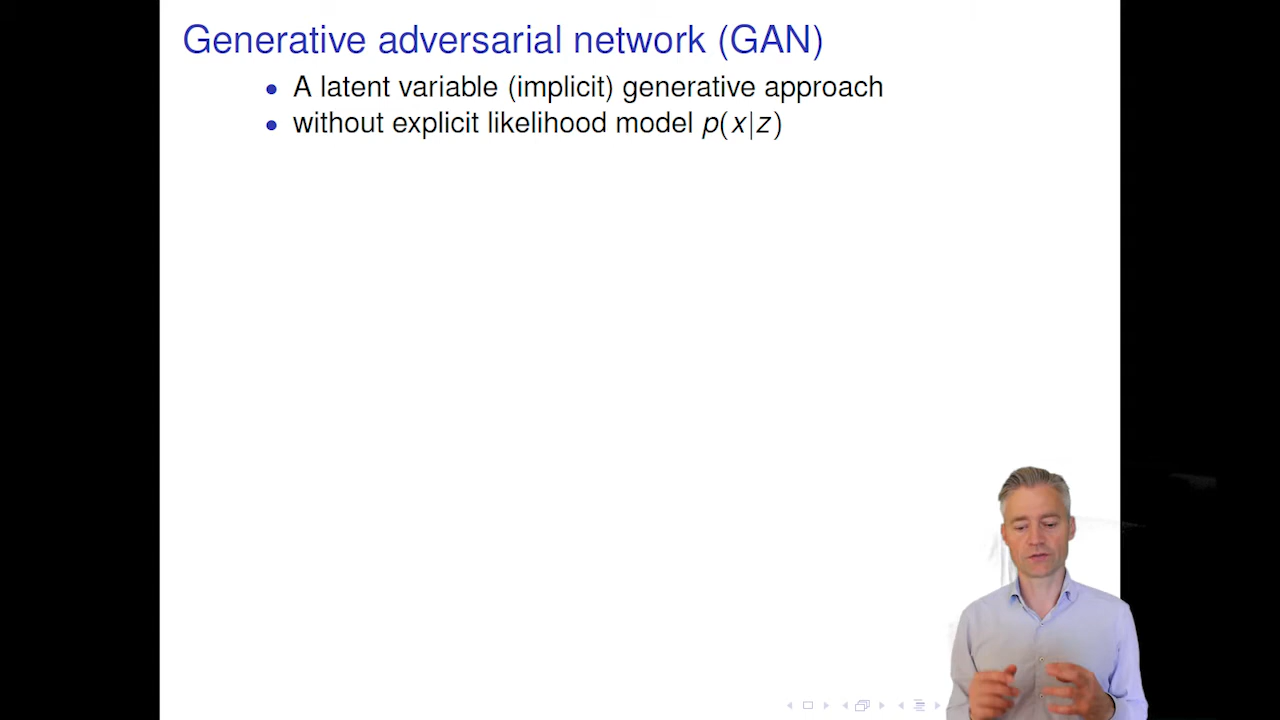 Generative adversarial network (GAN)
• A latent variable (implicit) generative approach
• without explicit likelihood model p(x|z)